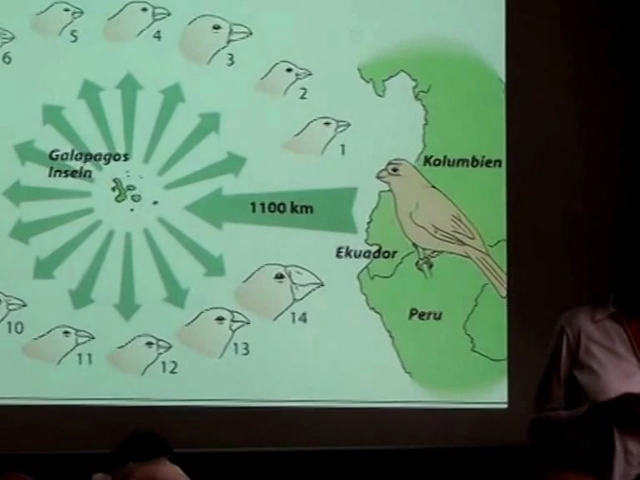 5
4
6
3
2
1
Galapagos
Inseln
Kolumbien
1100 km
Ekuador
14
Peru
10
13
11
12